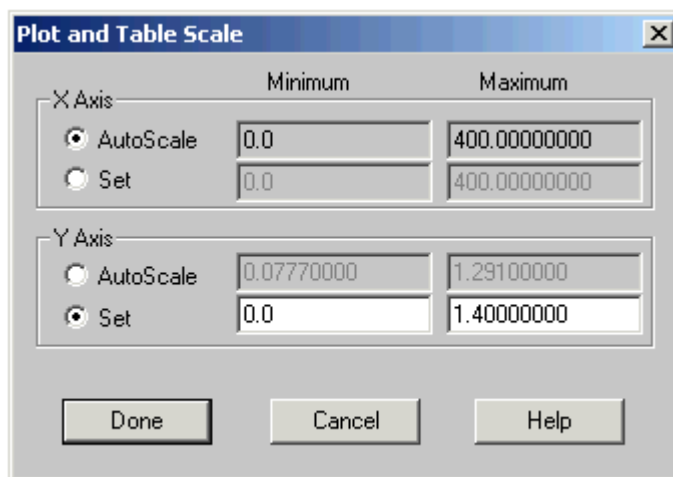 Plot and Table Scale
Minimum Maximum
X Axis
AutoScale 0.0 400.00000000
Set 0.0 400.00000000
Y Axis
AutoScale 0.07770000 1.29100000
Set 0.0 1.40000000
Done Cancel Help